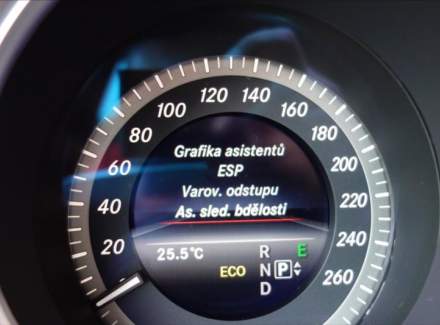 120 140
100 160
80 180
60 200
40 220
20 240
260
Grafika asistentů
ESP
Varov. odstupu
As. sled. bdělosti
25.5°C R E
ECO N P
D